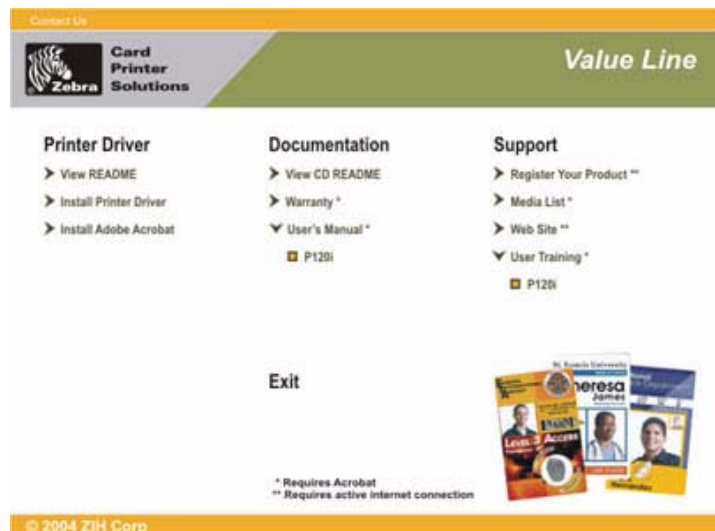 Contact Us
Zebra
Card
Printer
Solutions
Value Line
Printer Driver
View README
Install Printer Driver
Install Adobe Acrobat
Documentation
View CD README
Warranty *
User's Manual *
P120i
Support
Register Your Product **
Media List *
Web Site **
User Training *
P120i
Exit
St. Francis University
James
LEVEL 3 ACCESS
Hernandez
* Requires Acrobat
** Requires active internet connection
© 2004 ZIH Corp